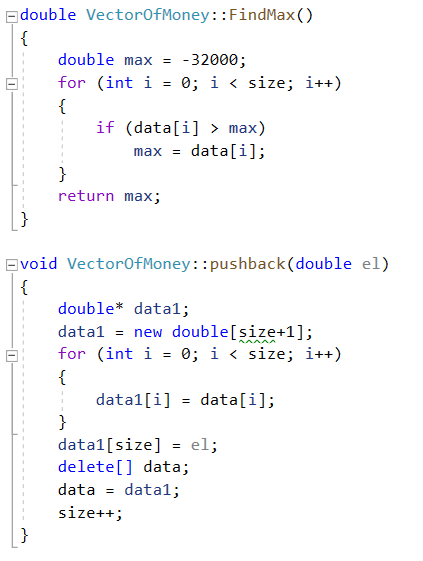 double VectorOfMoney::FindMax()
{
    double max = -32000;
    for (int i = 0; i < size; i++)
    {
        if (data[i] > max)
            max = data[i];
    }
    return max;
}

void VectorOfMoney::pushback(double el)
{
    double* data1;
    data1 = new double[size+1];
    for (int i = 0; i < size; i++)
    {
        data1[i] = data[i];
    }
    data1[size] = el;
    delete[] data;
    data = data1;
    size++;
}